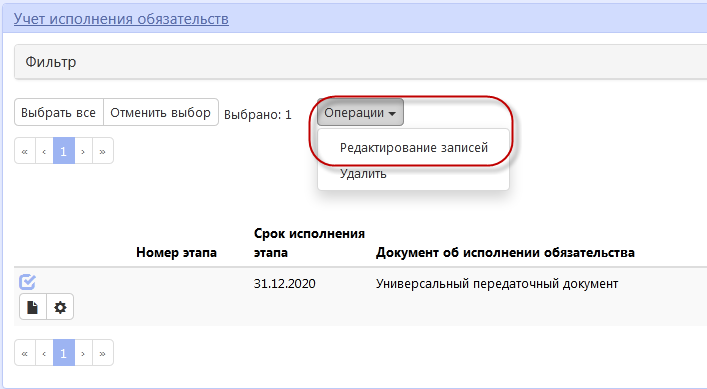 Учет исполнения обязательств
Фильтр
Выбрать все Отменить выбор Выбрано: 1 Операции
« ‹ 1 › »
Редактирование записей
Удалить
Номер этапа Срок исполнения этапа Документ об исполнении обязательства
31.12.2020 Универсальный передаточный документ
« ‹ 1 › »